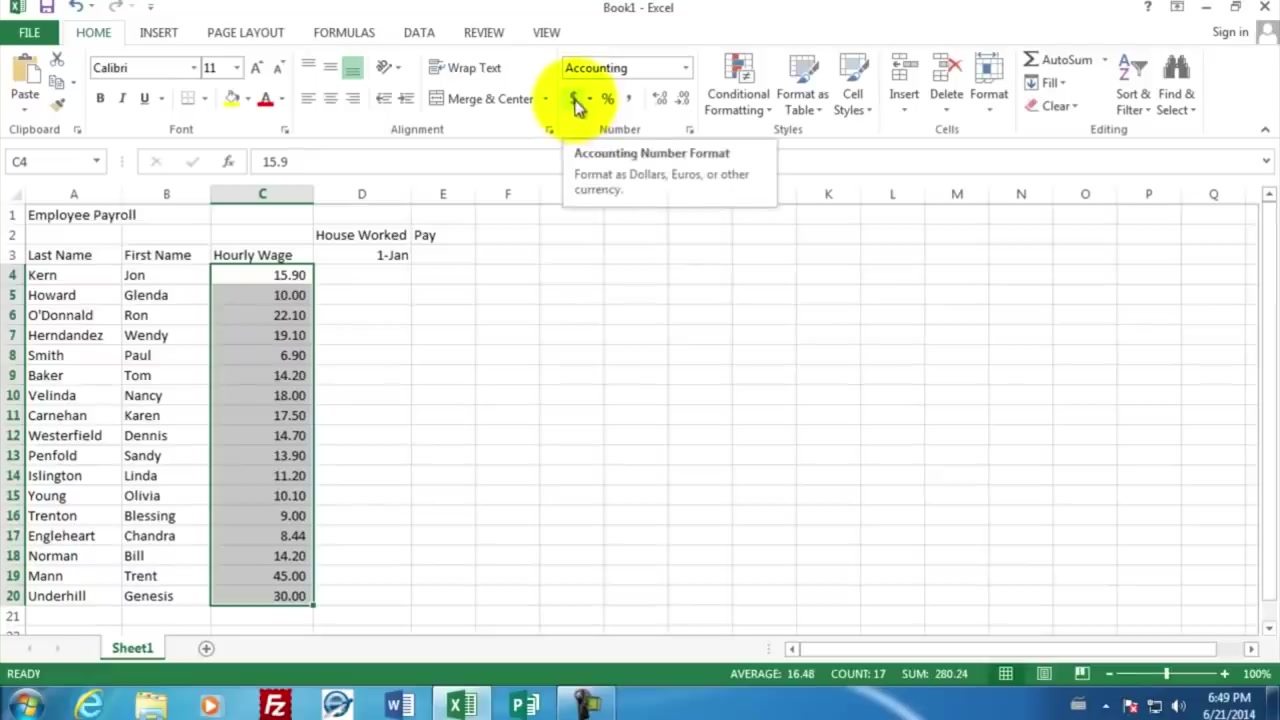 Book1 - Excel
?
FILE HOME INSERT PAGE LAYOUT FORMULAS DATA REVIEW VIEW Sign in
Paste
Calibri 11 A A
B I U A
Wrap Text
Merge & Center
Accounting
$ % , .0 .00 .00 .0
Conditional Formatting
Format as Table
Cell Styles
Insert Delete Format
AutoSum
Fill
Clear
Sort & Filter
Find & Select
Clipboard Font Alignment Number Styles Cells Editing
C4 fx 15.9
Accounting Number Format
Format as Dollars, Euros, or other
currency.
A B C D E F K L M N O P Q
1 Employee Payroll
2 House Worked Pay
3 Last Name First Name Hourly Wage 1-Jan
4 Kern Jon 15.90
5 Howard Glenda 10.00
6 O'Donnald Ron 22.10
7 Herndandez Wendy 19.10
8 Smith Paul 6.90
9 Baker Tom 14.20
10 Velinda Nancy 18.00
11 Carnehan Karen 17.50
12 Westerfield Dennis 14.70
13 Penfold Sandy 13.90
14 Islington Linda 11.20
15 Young Olivia 10.10
16 Trenton Blessing 9.00
17 Engleheart Chandra 8.44
18 Norman Bill 14.20
19 Mann Trent 45.00
20 Underhill Genesis 30.00
21
Sheet1
READY AVERAGE: 16.48 COUNT: 17 SUM: 280.24 100%
Fz
6:49 PM
6/21/2014